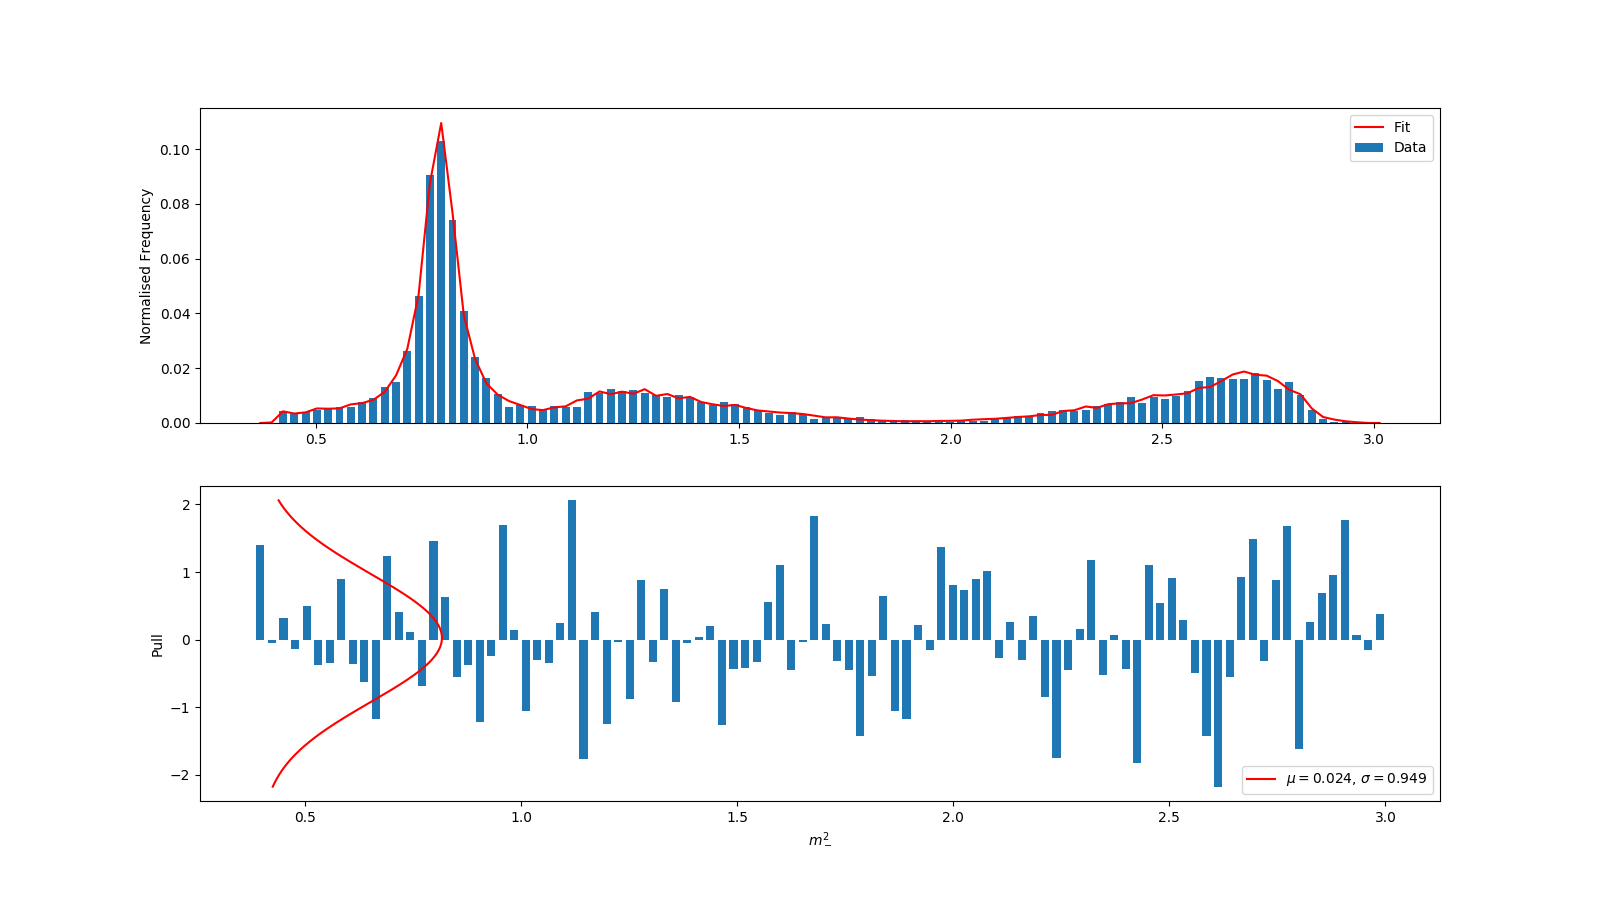 Fit
Data
Normalised Frequency
0.10
0.08
0.06
0.04
0.02
0.00
0.5 1.0 1.5 2.0 2.5 3.0
Pull
2
1
0
−1
−2
μ = 0.024, σ = 0.949
0.5 1.0 1.5 2.0 2.5 3.0
m²₋